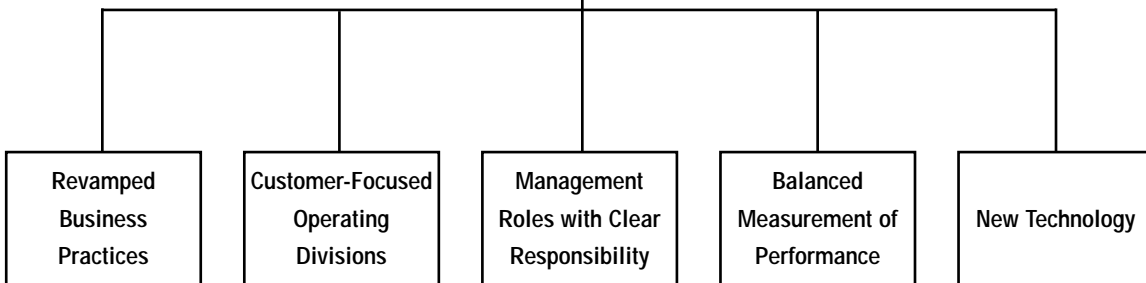 Revamped
Business
Practices
Customer-Focused
Operating
Divisions
Management
Roles with Clear
Responsibility
Balanced
Measurement of
Performance
New Technology